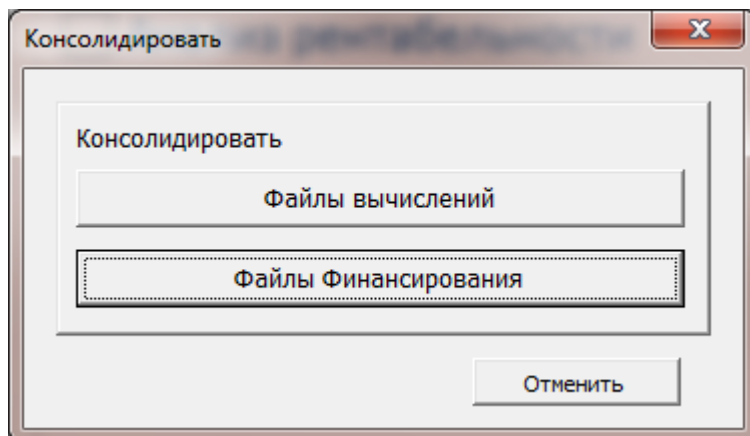 Консолидировать
Консолидировать
Файлы вычислений
Файлы Финансирования
Отменить